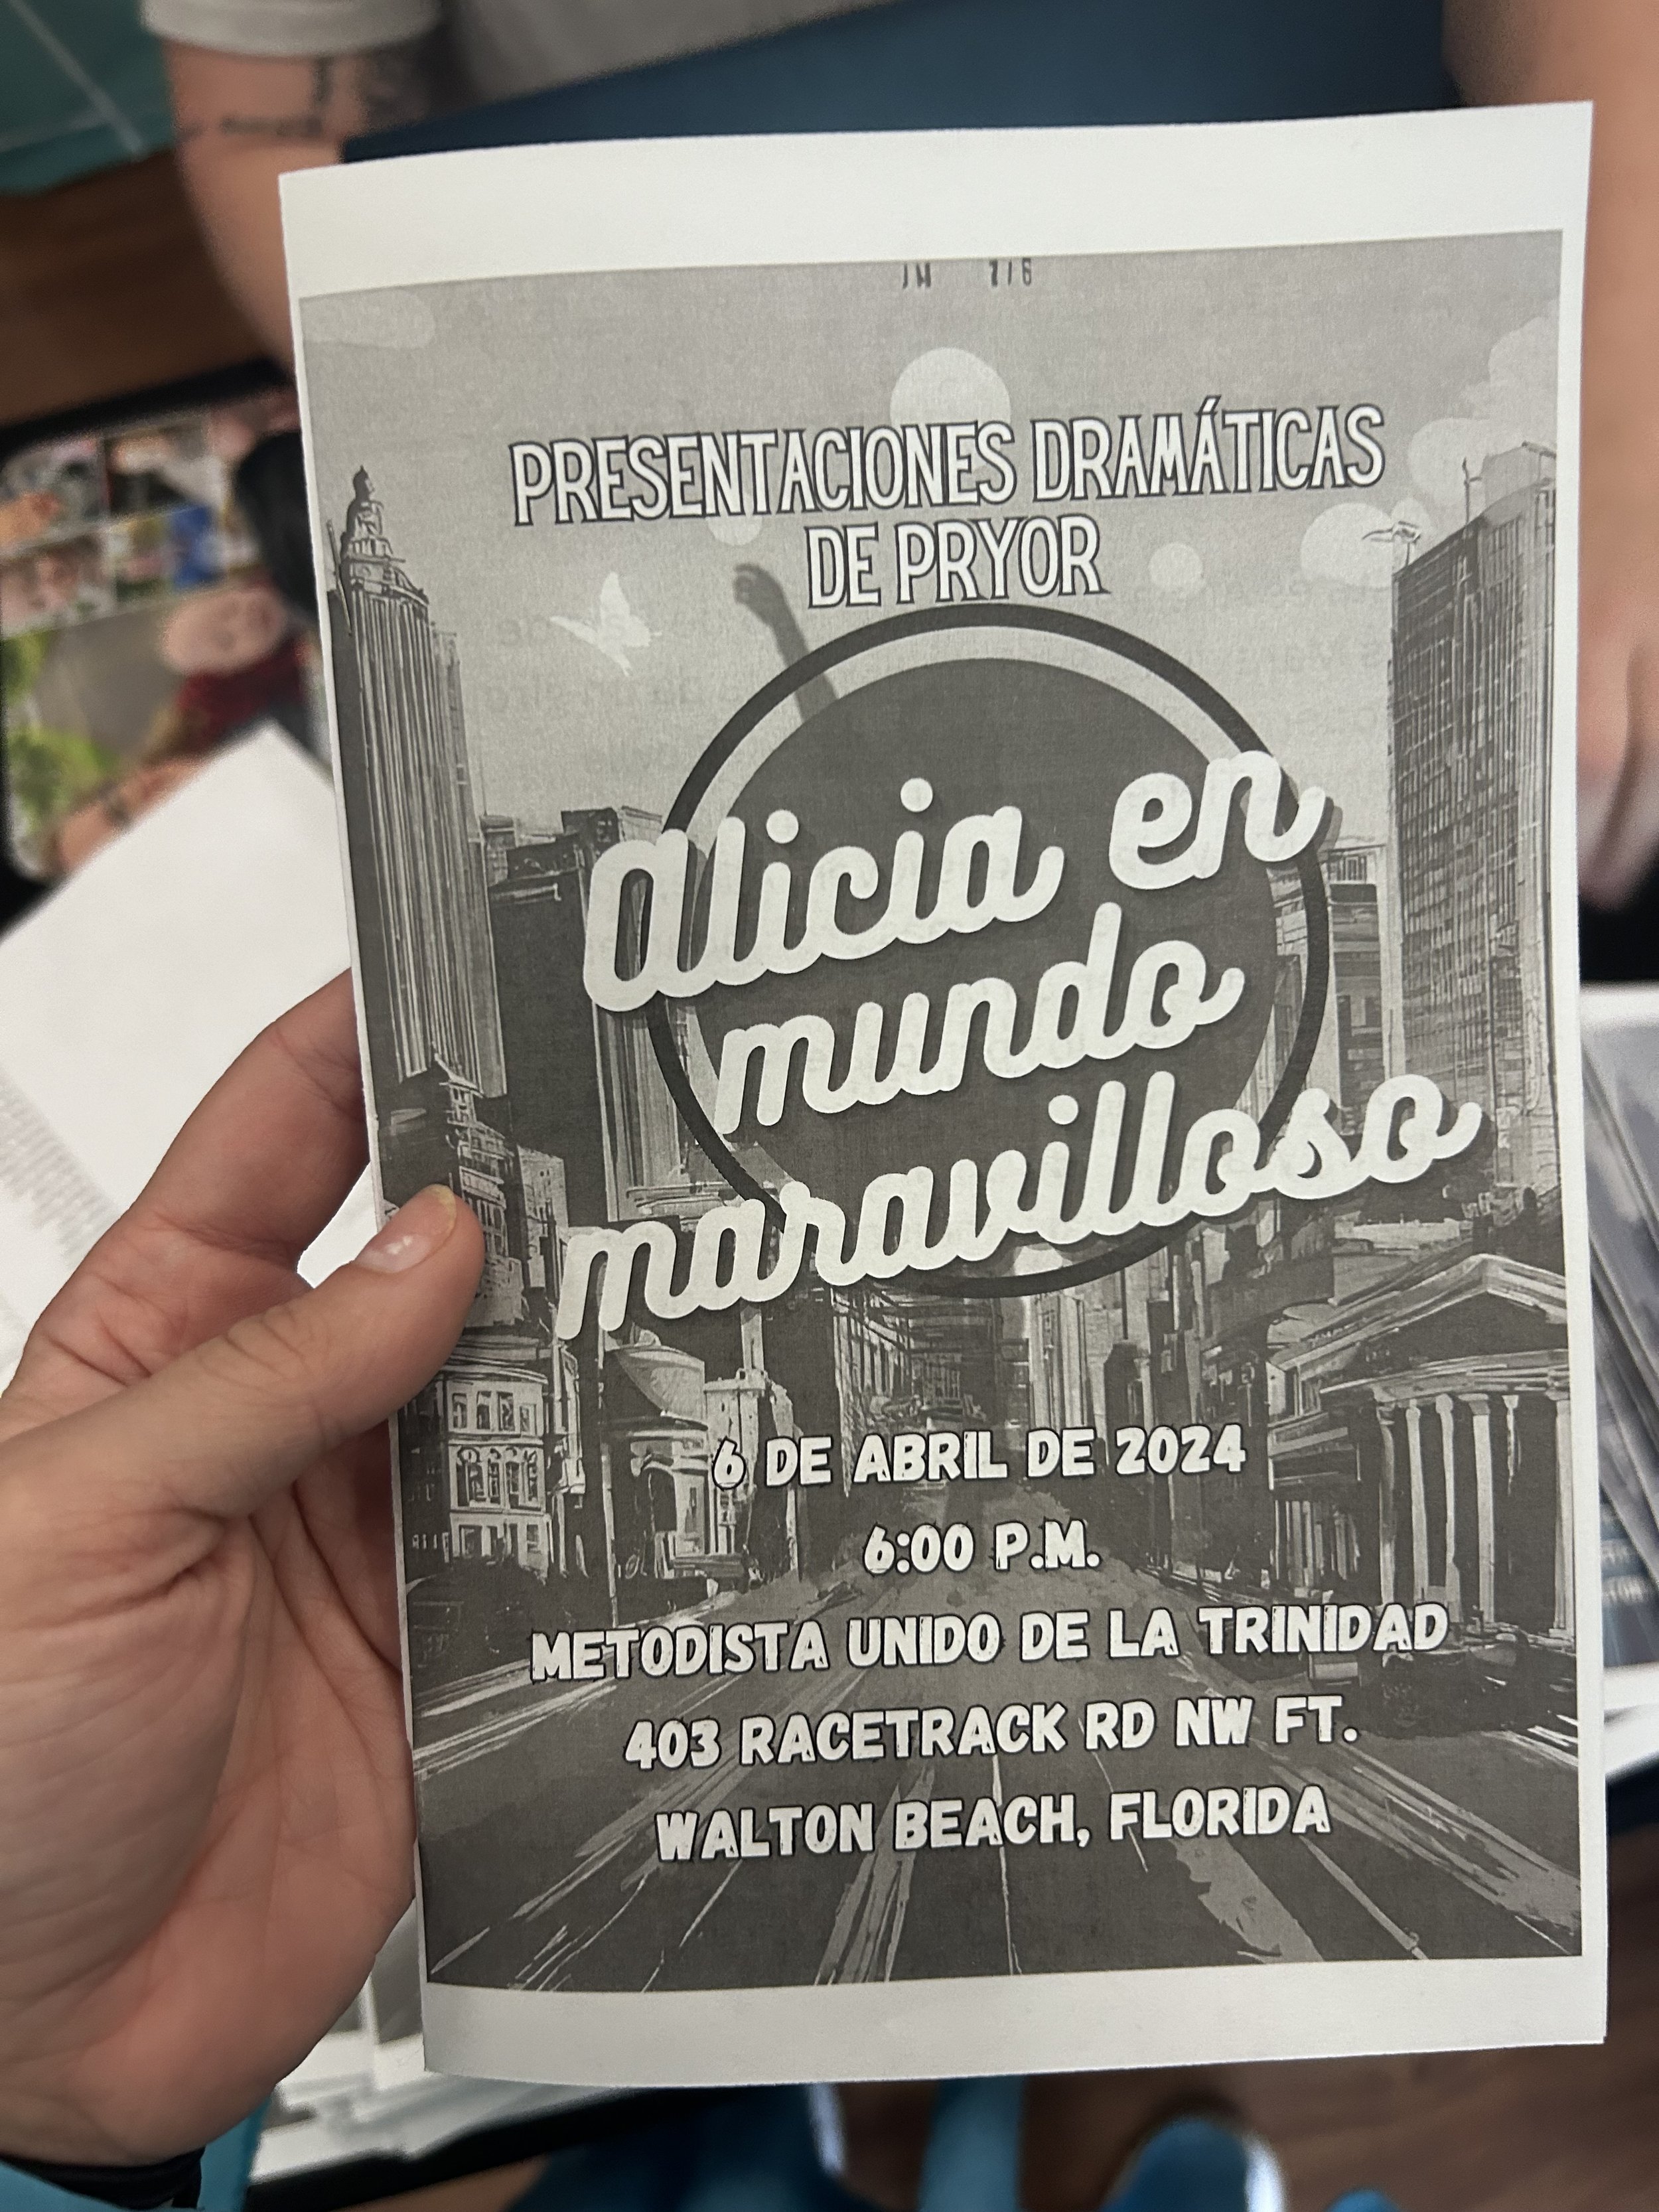 PRESENTACIONES DRAMÁTICAS
DE PRYOR
Alicia en
mundo
maravilloso
6 DE ABRIL DE 2024
6:00 P.M.
METODISTA UNIDO DE LA TRINIDAD
403 RACETRACK RD NW FT.
WALTON BEACH, FLORIDA